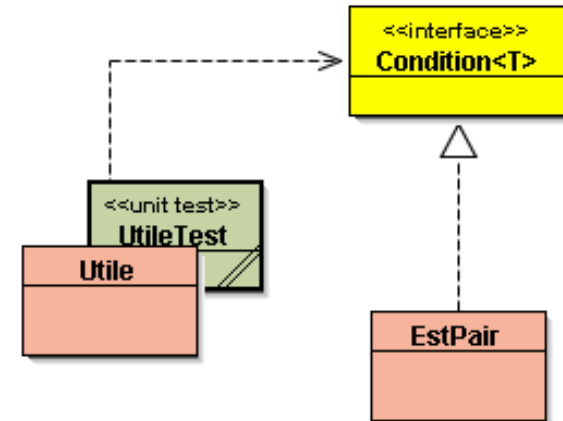 <<interface>>
Condition<T>
<<unit test>>
UtileTest
Utile
EstPair